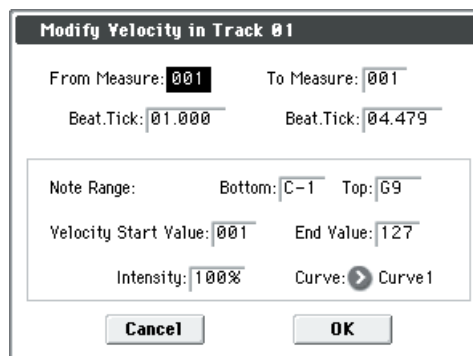 Modify Velocity in Track 01
From Measure: 001 To Measure: 001
Beat.Tick: 01.000 Beat.Tick: 04.479
Note Range: Bottom: C-1 Top: G9
Velocity Start Value: 001 End Value: 127
Intensity: 100% Curve: Curve1
Cancel OK